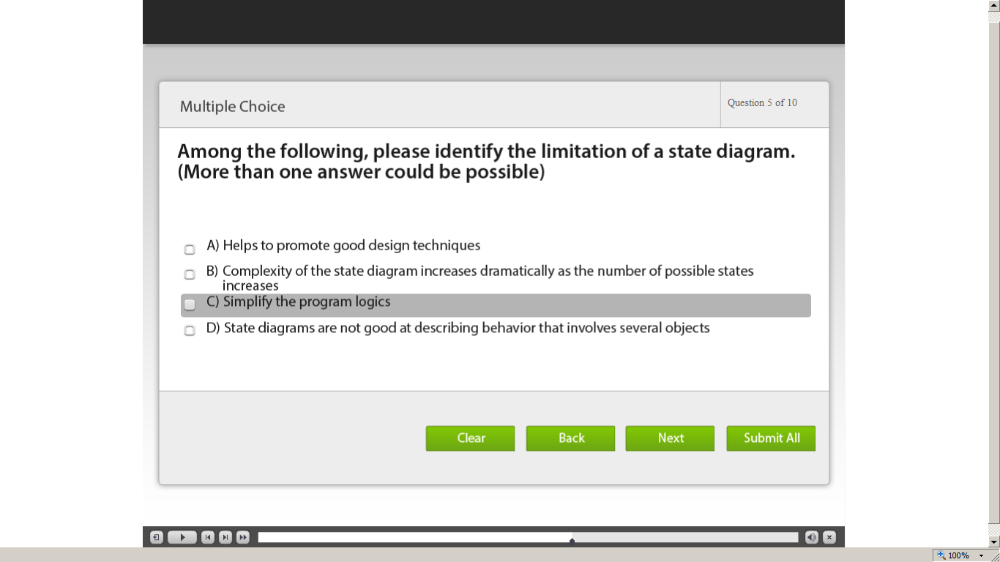 Multiple Choice
Question 5 of 10
Among the following, please identify the limitation of a state diagram.
(More than one answer could be possible)
A) Helps to promote good design techniques
B) Complexity of the state diagram increases dramatically as the number of possible states
increases
C) Simplify the program logics
D) State diagrams are not good at describing behavior that involves several objects
Clear Back Next Submit All
100%